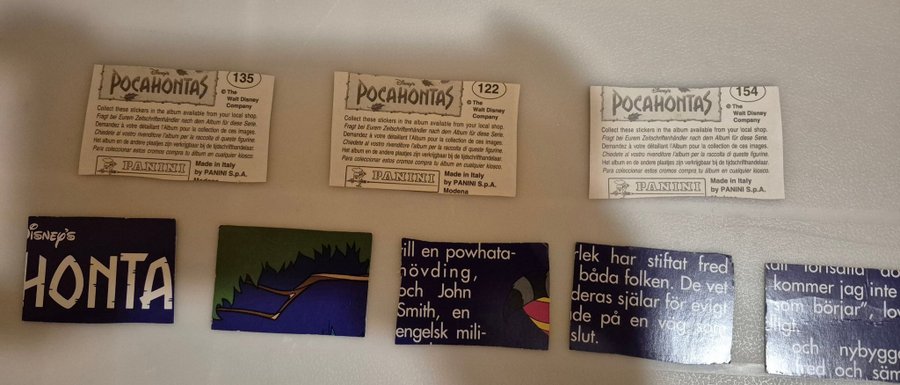 Disney's
POCAHONTAS
135
© The
Walt Disney
Company
Collect these stickers in the album available from your local shop.
Fragt bei Eurem Zeitschriftenhändler nach dem Album für diese Serie.
Demandez à votre détaillant l'Album pour la collection de ces images.
Chiedete al vostro rivenditore l'album per la raccolta di queste figurine.
Het album en de andere plaatjes zijn verkrijgbaar bij de tijdschrifthandelaar.
Para coleccionar estos cromos compra tu álbum en cualquier kiosco.
PANINI
Made in Italy
by PANINI S.p.A.
Modena
Disney's
POCAHONTAS
122
© The
Walt Disney
Company
Collect these stickers in the album available from your local shop.
Fragt bei Eurem Zeitschriftenhändler nach dem Album für diese Serie.
Demandez à votre détaillant l'Album pour la collection de ces images.
Chiedete al vostro rivenditore l'album per la raccolta di queste figurine.
Het album en de andere plaatjes zijn verkrijgbaar bij de tijdschrifthandelaar.
Para coleccionar estos cromos compra tu álbum en cualquier kiosco.
PANINI
Made in Italy
by PANINI S.p.A.
Modena
Disney's
POCAHONTAS
154
© The
Walt Disney
Company
Collect these stickers in the album available from your local shop.
Fragt bei Eurem Zeitschriftenhändler nach dem Album für diese Serie.
Demandez à votre détaillant l'Album pour la collection de ces images.
Chiedete al vostro rivenditore l'album per la raccolta di queste figurine.
Het album en de andere plaatjes zijn verkrijgbaar bij de tijdschrifthandelaar.
Para coleccionar estos cromos compra tu álbum en cualquier kiosco.
PANINI
Made in Italy
by PANINI S.p.A.
DISNEY'S
HONTA
till en powhata-
hövding,
och John
Smith, en
engelsk mili-
rlek har stiftat fred
båda folken. De vet
deras själar för evigt
de på en väg som
slut.
kommer jag inte
som börjar", lov
digt.
och nybygge
fred och säm